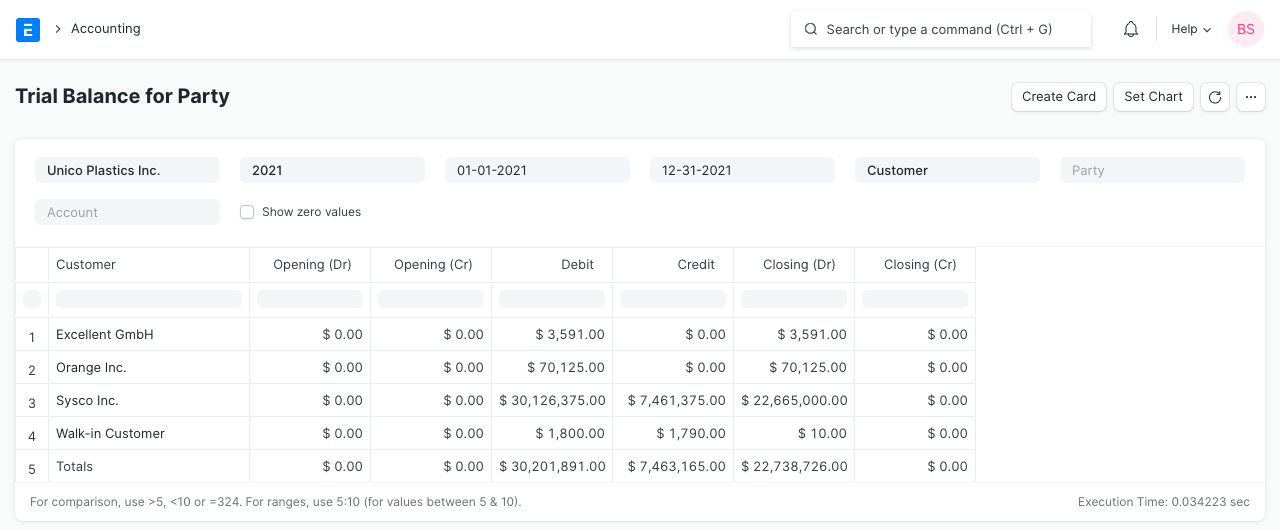 Accounting
Search or type a command (Ctrl + G)
Help
BS
Trial Balance for Party
Create Card
Set Chart
Unico Plastics Inc. 2021 01-01-2021 12-31-2021 Customer Party
Account Show zero values
Customer Opening (Dr) Opening (Cr) Debit Credit Closing (Dr) Closing (Cr)
1 Excellent GmbH $ 0.00 $ 0.00 $ 3,591.00 $ 0.00 $ 3,591.00 $ 0.00
2 Orange Inc. $ 0.00 $ 0.00 $ 70,125.00 $ 0.00 $ 70,125.00 $ 0.00
3 Sysco Inc. $ 0.00 $ 0.00 $ 30,126,375.00 $ 7,461,375.00 $ 22,665,000.00 $ 0.00
4 Walk-in Customer $ 0.00 $ 0.00 $ 1,800.00 $ 1,790.00 $ 10.00 $ 0.00
5 Totals $ 0.00 $ 0.00 $ 30,201,891.00 $ 7,463,165.00 $ 22,738,726.00 $ 0.00
For comparison, use >5, <10 or =324. For ranges, use 5:10 (for values between 5 & 10).
Execution Time: 0.034223 sec